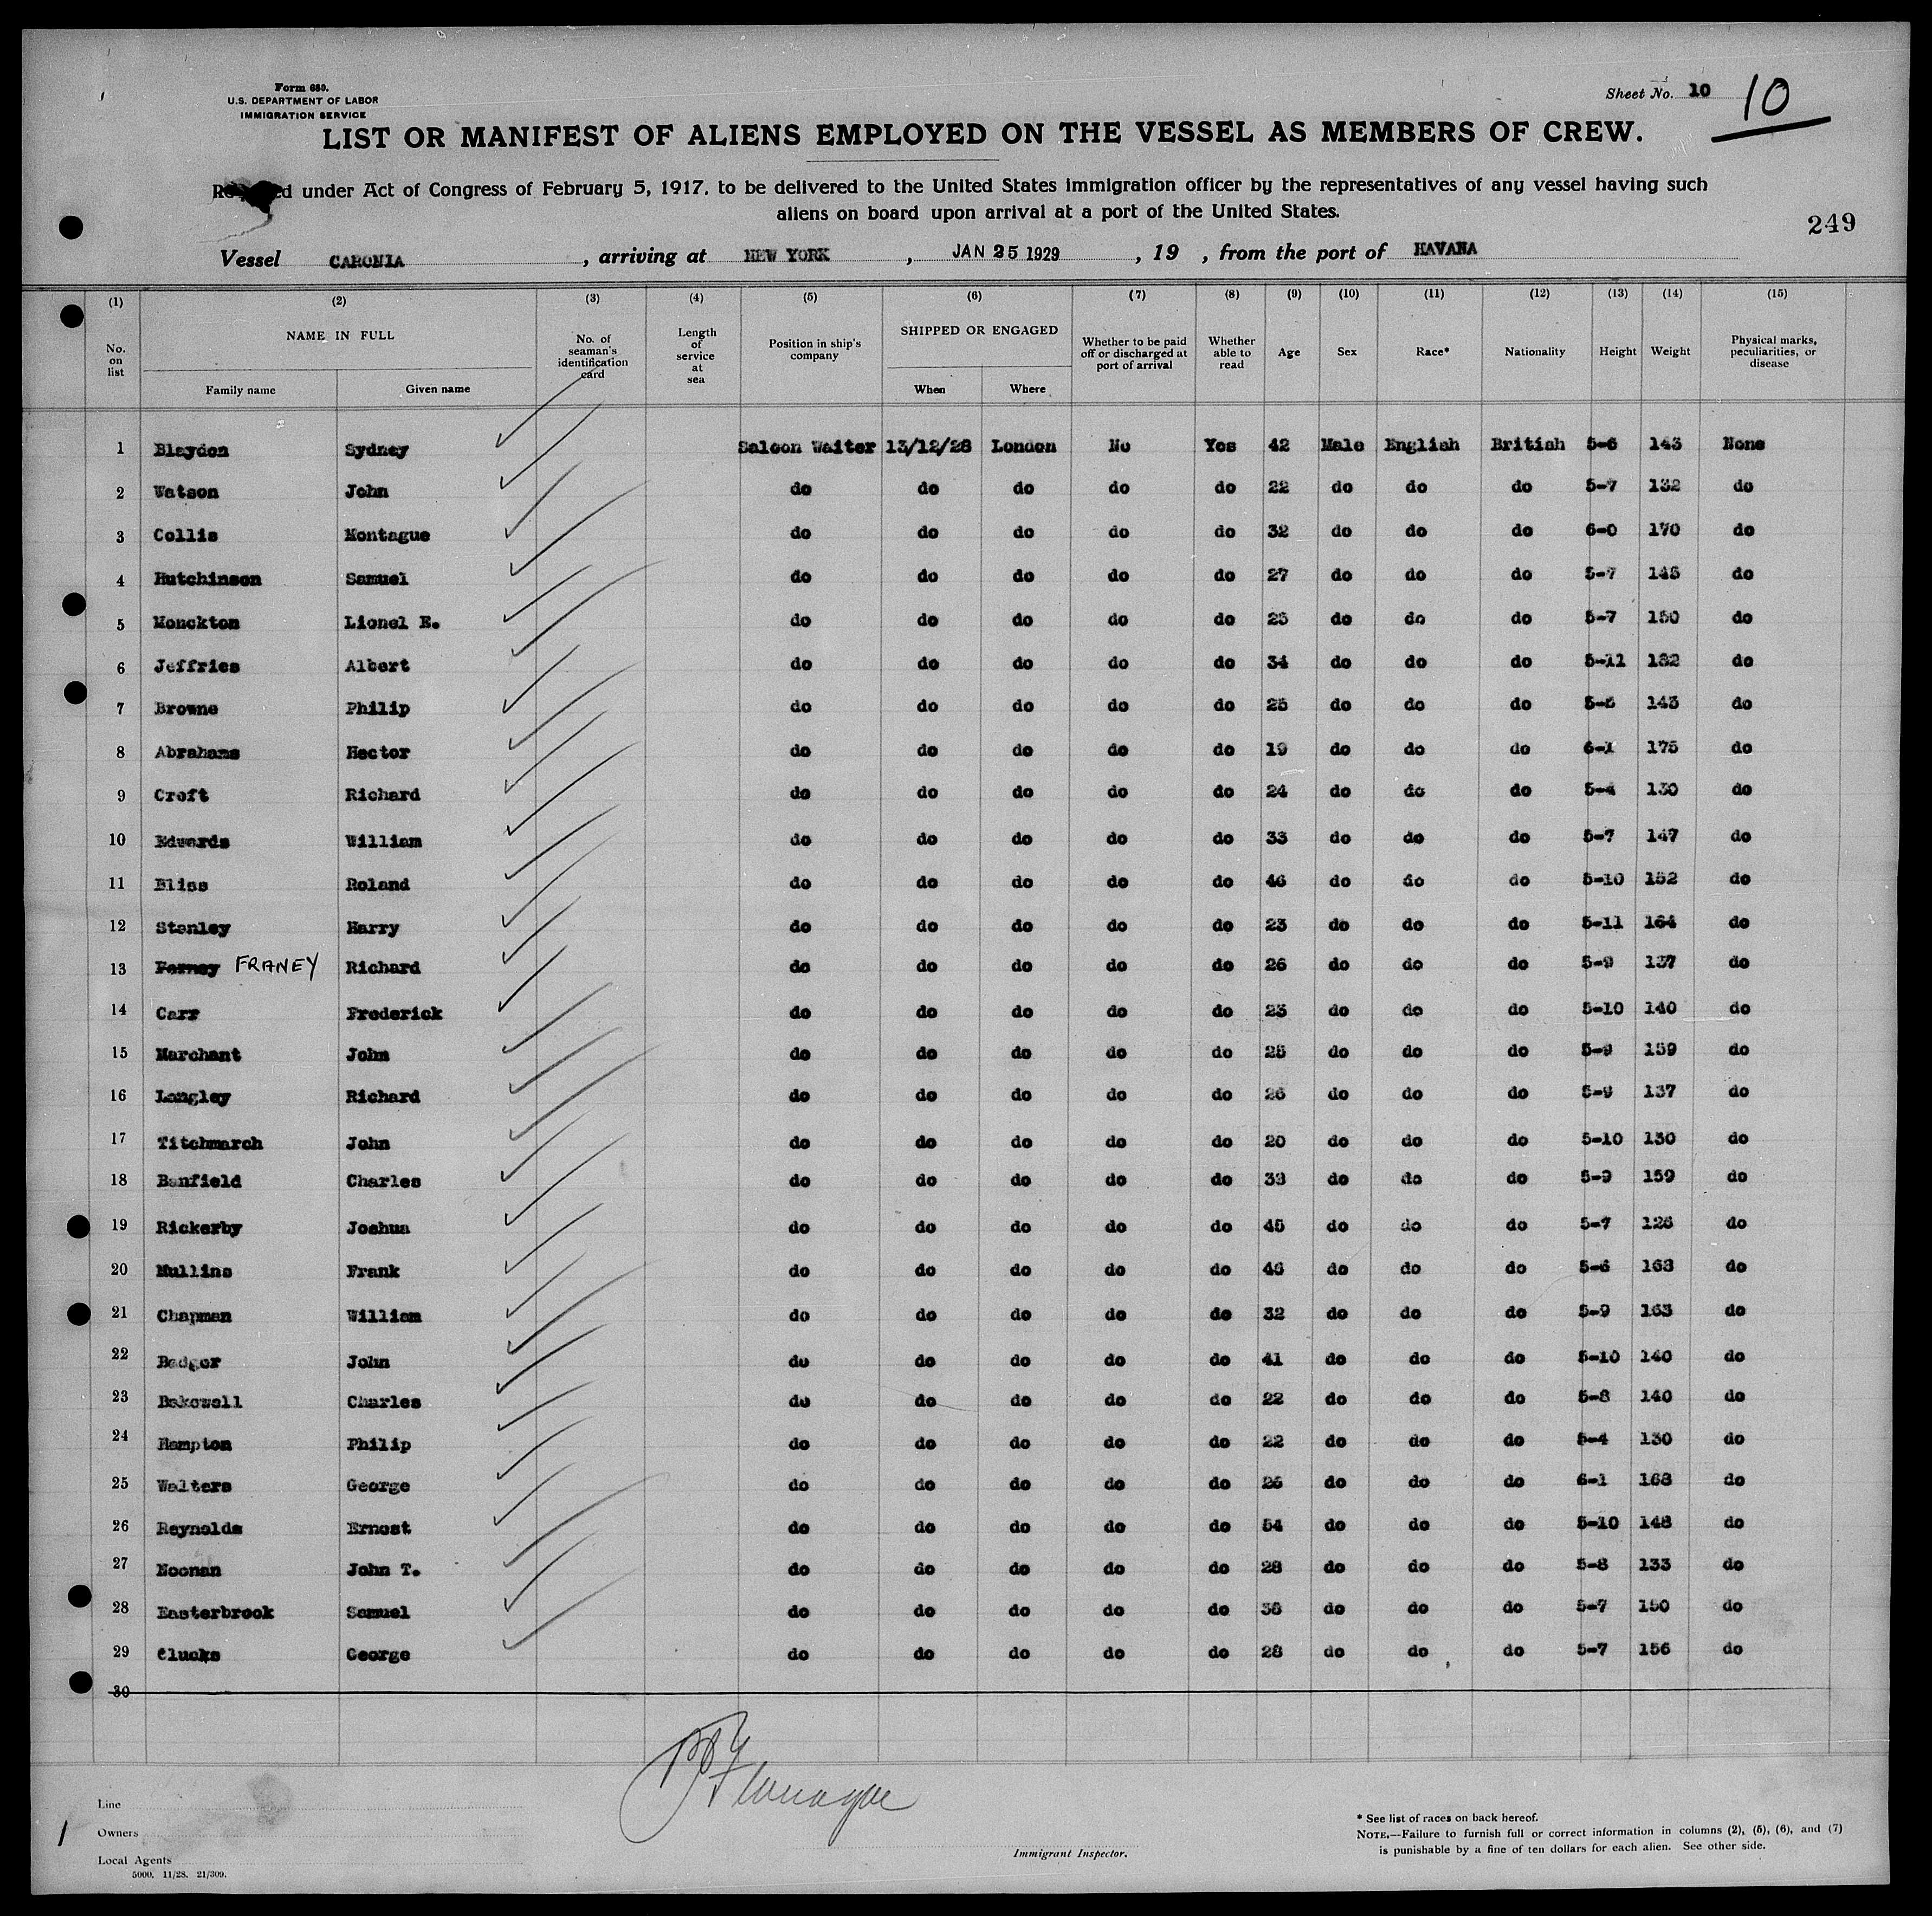 Form 680.
U.S. DEPARTMENT OF LABOR
IMMIGRATION SERVICE
Sheet No. 10 10
LIST OR MANIFEST OF ALIENS EMPLOYED ON THE VESSEL AS MEMBERS OF CREW.
under Act of Congress of February 5, 1917, to be delivered to the United States immigration officer by the representatives of any vessel having such
aliens on board upon arrival at a port of the United States.
249
Vessel CARONIA , arriving at NEW YORK , JAN 25 1929 , 19 , from the port of HAVANA
(1) (2) (3) (4) (5) (6) (7) (8) (9) (10) (11) (12) (13) (14) (15)
No. on list NAME IN FULL Family name Given name No. of seaman's identification card Length of service at sea Position in ship's company SHIPPED OR ENGAGED When Where Whether to be paid off or discharged at port of arrival Whether able to read Age Sex Race* Nationality Height Weight Physical marks, peculiarities, or disease
1 Blaydon Sydney Saloon Waiter 13/12/28 London No Yes 42 Male English British 5-6 143 None
2 Watson John do do do do do 22 do do do 5-7 132 do
3 Collis Montague do do do do do 32 do do do 6-0 170 do
4 Hutchinson Samuel do do do do do 27 do do do 5-7 145 do
5 Monckton Lionel E. do do do do do 25 do do do 5-7 150 do
6 Jeffries Albert do do do do do 34 do do do 5-11 182 do
7 Browne Philip do do do do do 25 do do do 143 do
8 Abrahams Hector do do do do do 19 do do do 6-1 175 do
9 Croft Richard do do do do do 24 do do do 5-4 130 do
10 Edwards William do do do do do 33 do do do 5-7 147 do
11 Bliss Roland do do do do do 46 do do do 5-10 152 do
12 Stanley Harry do do do do do 23 do do do 5-11 164 do
13 FRANEY Richard do do do do do 26 do do do 5-9 137 do
14 Carr Frederick do do do do do 23 do do do 5-10 140 do
15 Marchant John do do do do do 25 do do do 5-9 159 do
16 Langley Richard do do do do do 26 do do do 5-9 137 do
17 Titchmarch John do do do do do 20 do do do 5-10 130 do
18 Banfield Charles do do do do do 33 do do do 5-9 159 do
19 Rickerby Joshua do do do do do 45 do do do 5-7 126 do
20 Mullins Frank do do do do do 46 do do do 5-6 163 do
21 Chapman William do do do do do 32 do do do 5-9 163 do
22 Badger John do do do do do 41 do do do 5-10 140 do
23 Bakewell Charles do do do do do 22 do do do 5-8 140 do
24 Hampton Philip do do do do do 22 do do do 5-4 130 do
25 Walters George do do do do do 26 do do do 6-1 168 do
26 Reynolds Ernest do do do do do 54 do do do 5-10 148 do
27 Noonan John T. do do do do do 28 do do do 5-8 133 do
28 Easterbrook Samuel do do do do do 38 do do do 5-7 150 do
29 Clucks George do do do do do 28 do do do 5-7 156 do
30
Line
Owners
Local Agents
5000. 11/28. 21/309.
Immigrant Inspector.
* See list of races on back hereof.
NOTE.—Failure to furnish full or correct information in columns (2), (5), (6), and (7)
is punishable by a fine of ten dollars for each alien. See other side.